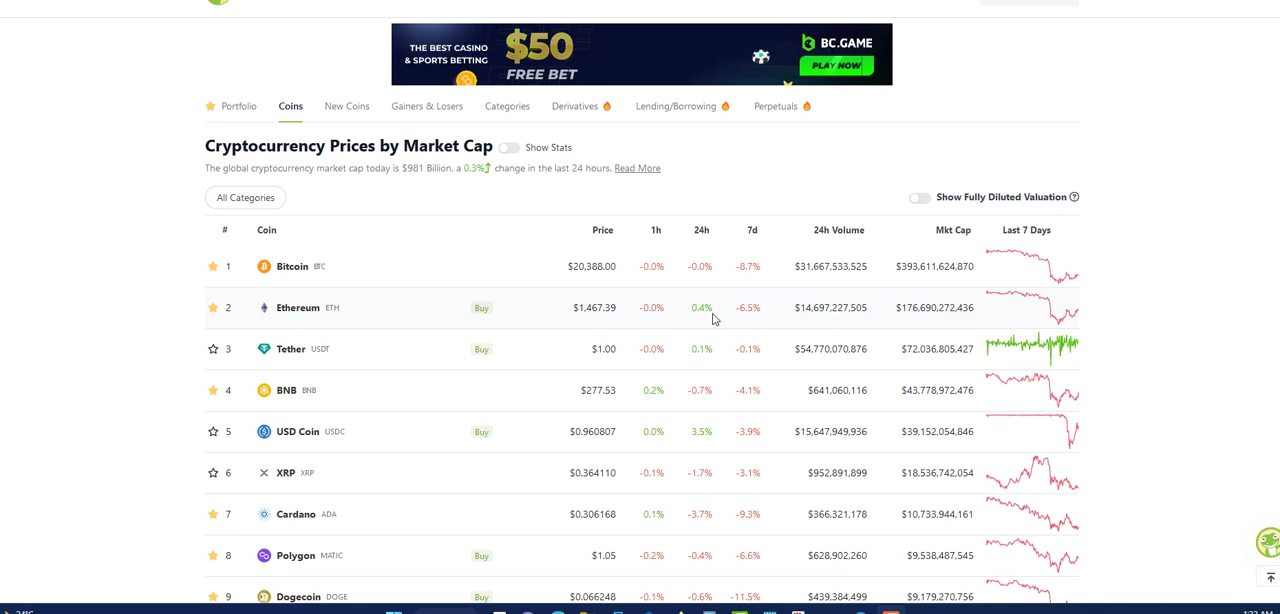 THE BEST CASINO
& SPORTS BETTING
$50
FREE BET
BC.GAME
PLAY NOW
Portfolio Coins New Coins Gainers & Losers Categories Derivatives Lending/Borrowing Perpetuals
Cryptocurrency Prices by Market Cap Show Stats
The global cryptocurrency market cap today is $981 Billion, a 0.3% change in the last 24 hours. Read More
All Categories Show Fully Diluted Valuation
# Coin Price 1h 24h 7d 24h Volume Mkt Cap Last 7 Days
1 Bitcoin BTC $20,388.00 -0.0% -0.0% -8.7% $31,667,533,525 $393,611,624,870
2 Ethereum ETH Buy $1,467.39 -0.0% 0.4% -6.5% $14,697,227,505 $176,690,272,436
3 Tether USDT Buy $1.00 -0.0% 0.1% -0.1% $54,770,070,876 $72,036,805,427
4 BNB BNB $277.53 0.2% -0.7% -4.1% $641,060,116 $43,778,972,476
5 USD Coin USDC Buy $0.960807 0.0% 3.5% -3.9% $15,647,949,936 $39,152,054,846
6 XRP XRP $0.364110 -0.1% -1.7% -3.1% $952,891,899 $18,536,742,054
7 Cardano ADA $0.306168 0.1% -3.7% -9.3% $366,321,178 $10,733,944,161
8 Polygon MATIC Buy $1.05 -0.2% -0.4% -6.6% $628,902,260 $9,538,487,545
9 Dogecoin DOGE $0.066248 -0.1% -0.6% -11.5% $439,384,499 $9,179,270,756